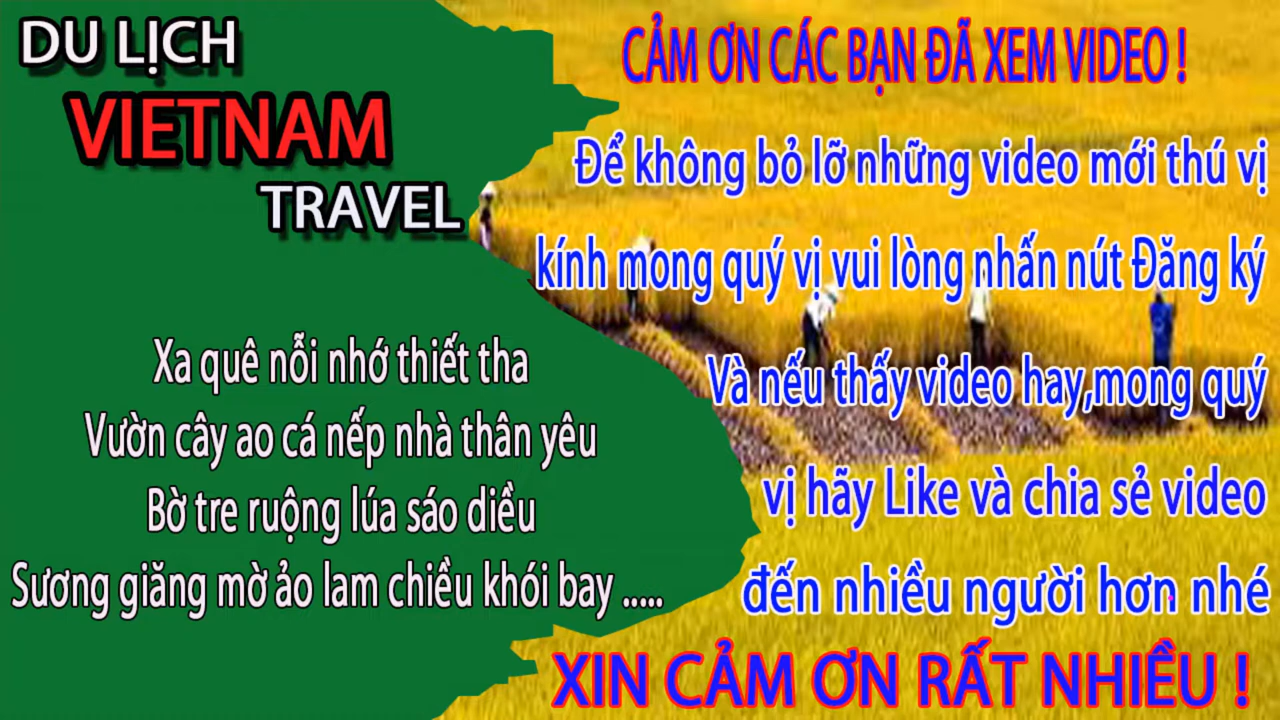 DU LỊCH
VIETNAM
TRAVEL
Xa quê nỗi nhớ thiết tha
Vườn cây ao cá nếp nhà thân yêu
Bờ tre ruộng lúa sáo diều
Sương giăng mờ ảo lam chiều khói bay .....
CẢM ƠN CÁC BẠN ĐÃ XEM VIDEO !
Để không bỏ lỡ những video mới thú vị
kính mong quý vị vui lòng nhấn nút Đăng ký
Và nếu thấy video hay,mong quý
vị hãy Like và chia sẻ video
đến nhiều người hơn nhé
XIN CẢM ƠN RẤT NHIỀU !